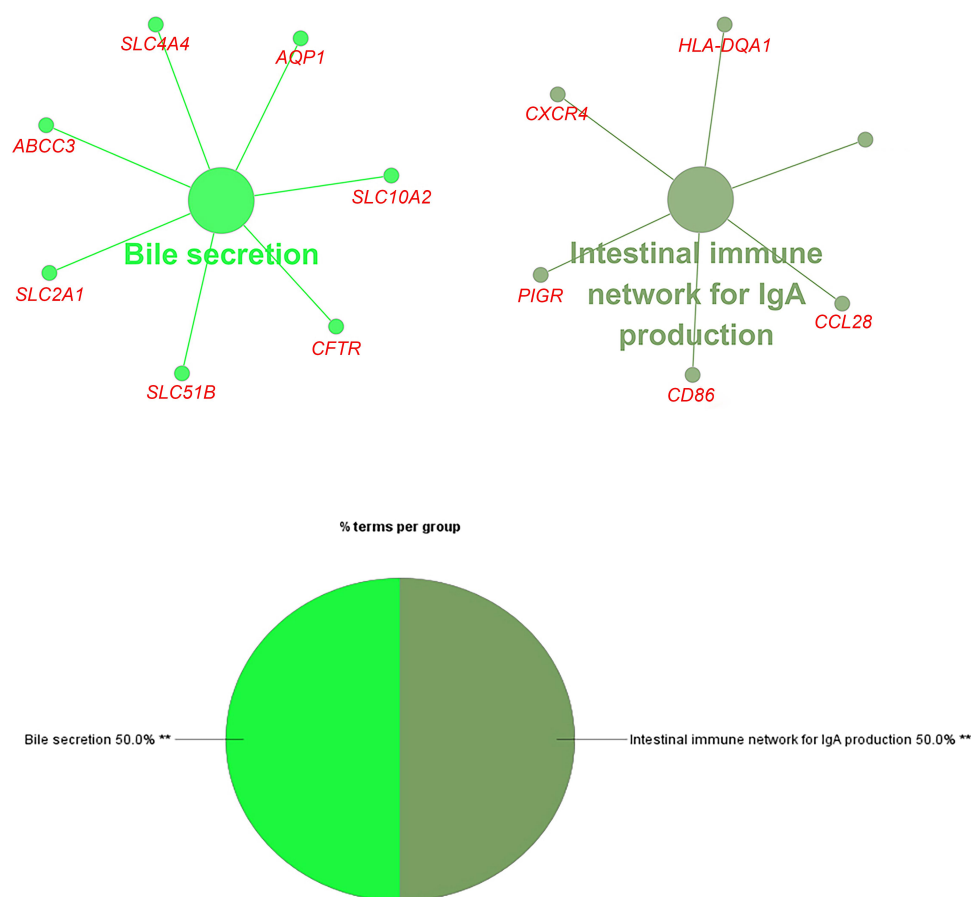 SLC4A4
AQP1
HLA-DQA1
ABCC3
CXCR4
SLC10A2
Bile secretion
Intestinal immune
network for IgA
production
SLC2A1
PIGR
CCL28
CFTR
SLC51B
CD86
% terms per group
Bile secretion 50.0% **
Intestinal immune network for IgA production 50.0% **